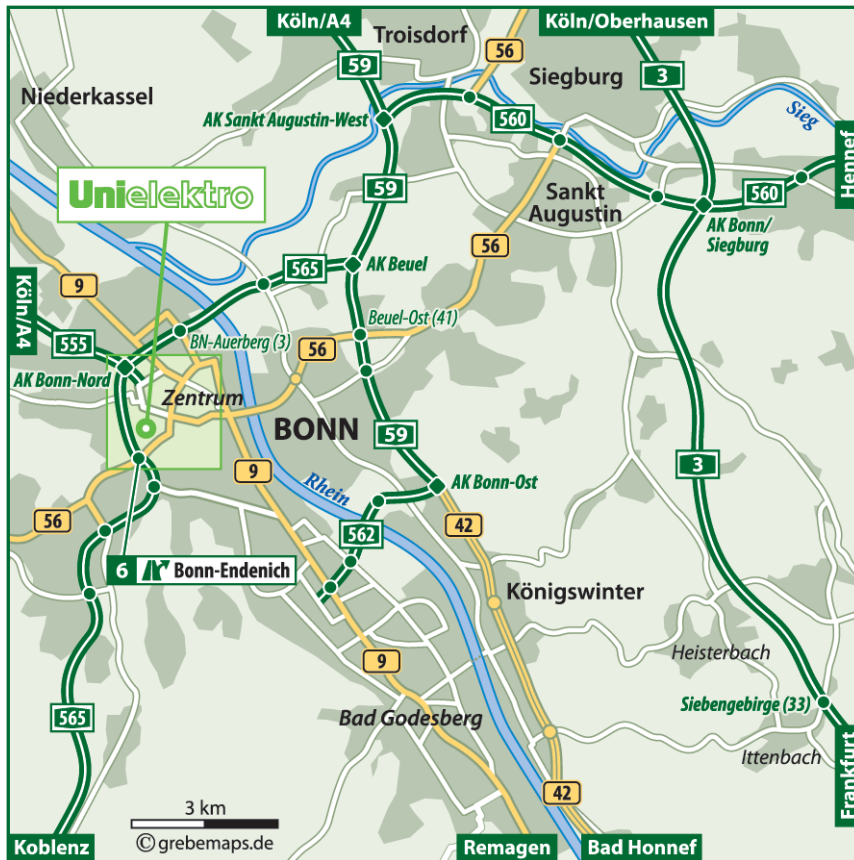 Köln/A4
Köln/Oberhausen
Troisdorf
56
59
Siegburg
3
Niederkassel
Sieg
AK Sankt Augustin-West
560
Hennef
59
Sankt
Augustin
560
Unielektro
AK Bonn/
Siegburg
56
565
AK Beuel
9
Köln/A4
Beuel-Ost (41)
555
BN-Auerberg (3)
56
AK Bonn-Nord
Zentrum
BONN
59
3
9
Rhein
AK Bonn-Ost
56
42
562
6
Bonn-Endenich
Königswinter
Heisterbach
9
Siebengebirge (33)
565
Bad Godesberg
Ittenbach
Frankfurt
42
3 km
© grebemaps.de
Koblenz
Remagen
Bad Honnef